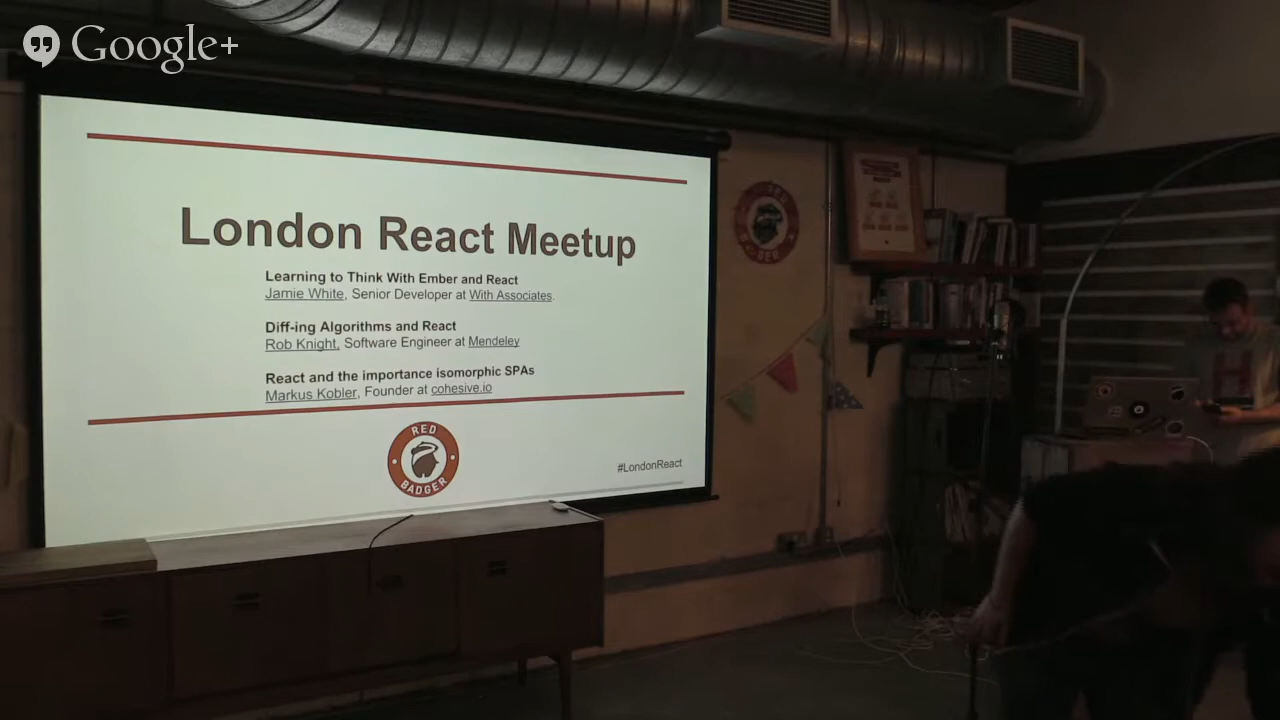 Google+
London React Meetup
Learning to Think With Ember and React
Jamie White, Senior Developer at With Associates.
Diff-ing Algorithms and React
Rob Knight, Software Engineer at Mendeley
React and the importance isomorphic SPAs
Markus Kobler, Founder at cohesive.io
RED
BADGER
#LondonReact
RED
BADGER
H